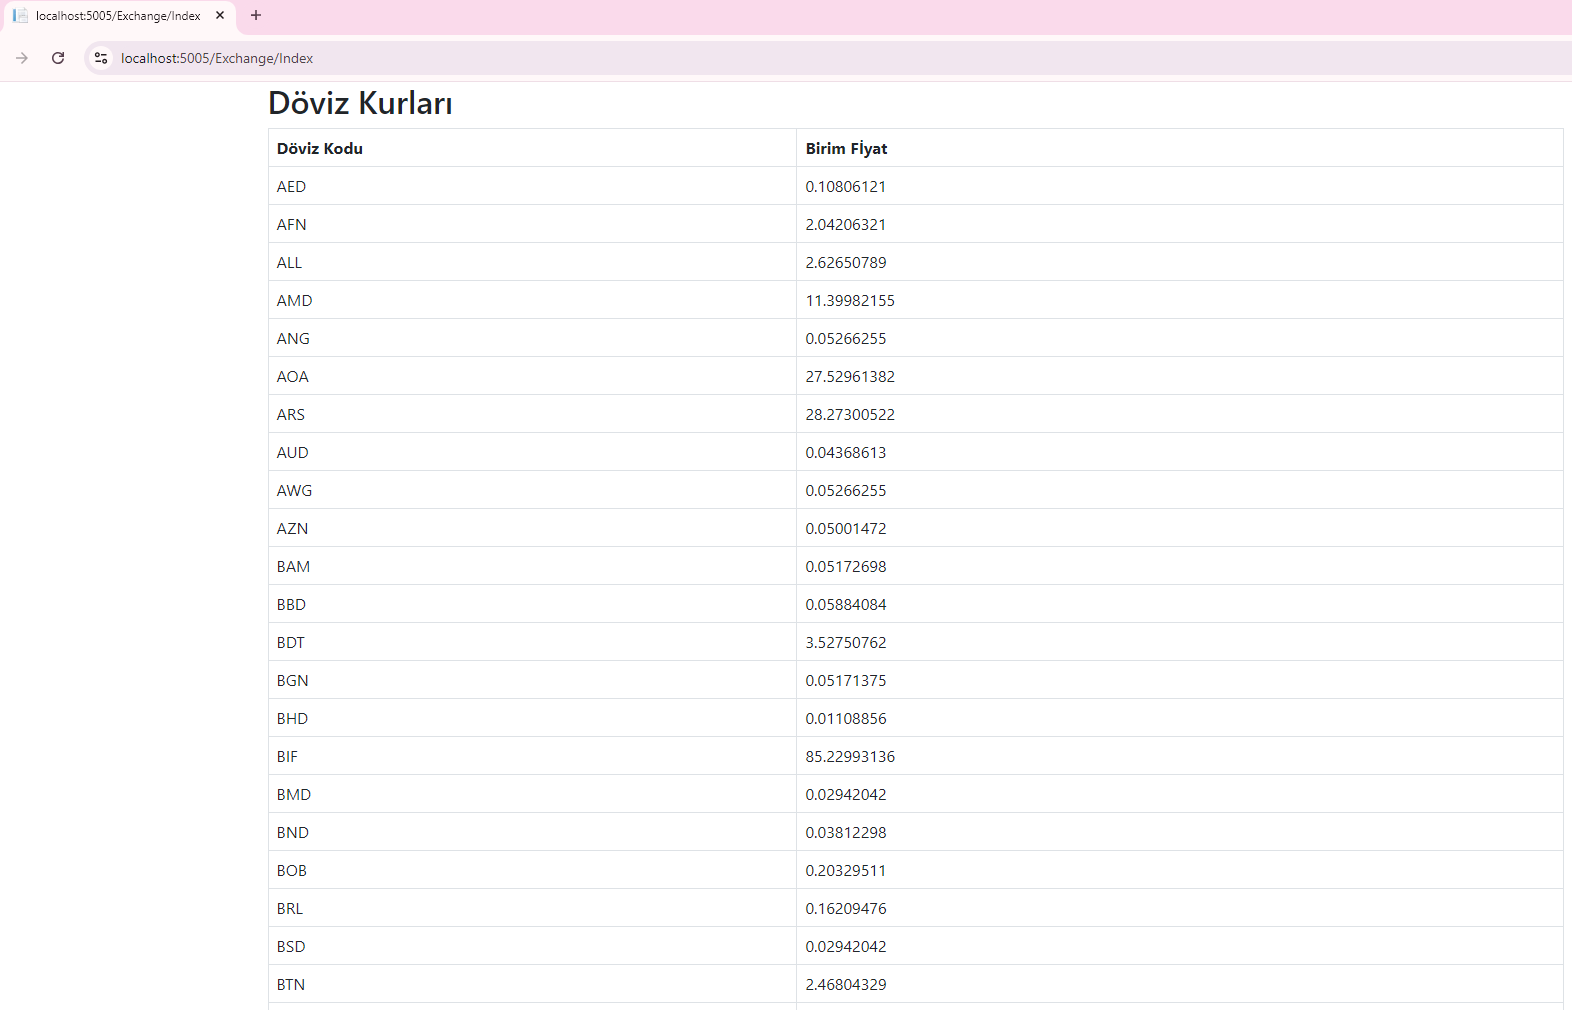 localhost:5005/Exchange/Index
localhost:5005/Exchange/Index
Döviz Kurları
Döviz Kodu Birim Fİyat
AED 0.10806121
AFN 2.04206321
ALL 2.62650789
AMD 11.39982155
ANG 0.05266255
AOA 27.52961382
ARS 28.27300522
AUD 0.04368613
AWG 0.05266255
AZN 0.05001472
BAM 0.05172698
BBD 0.05884084
BDT 3.52750762
BGN 0.05171375
BHD 0.01108856
BIF 85.22993136
BMD 0.02942042
BND 0.03812298
BOB 0.20329511
BRL 0.16209476
BSD 0.02942042
BTN 2.46804329